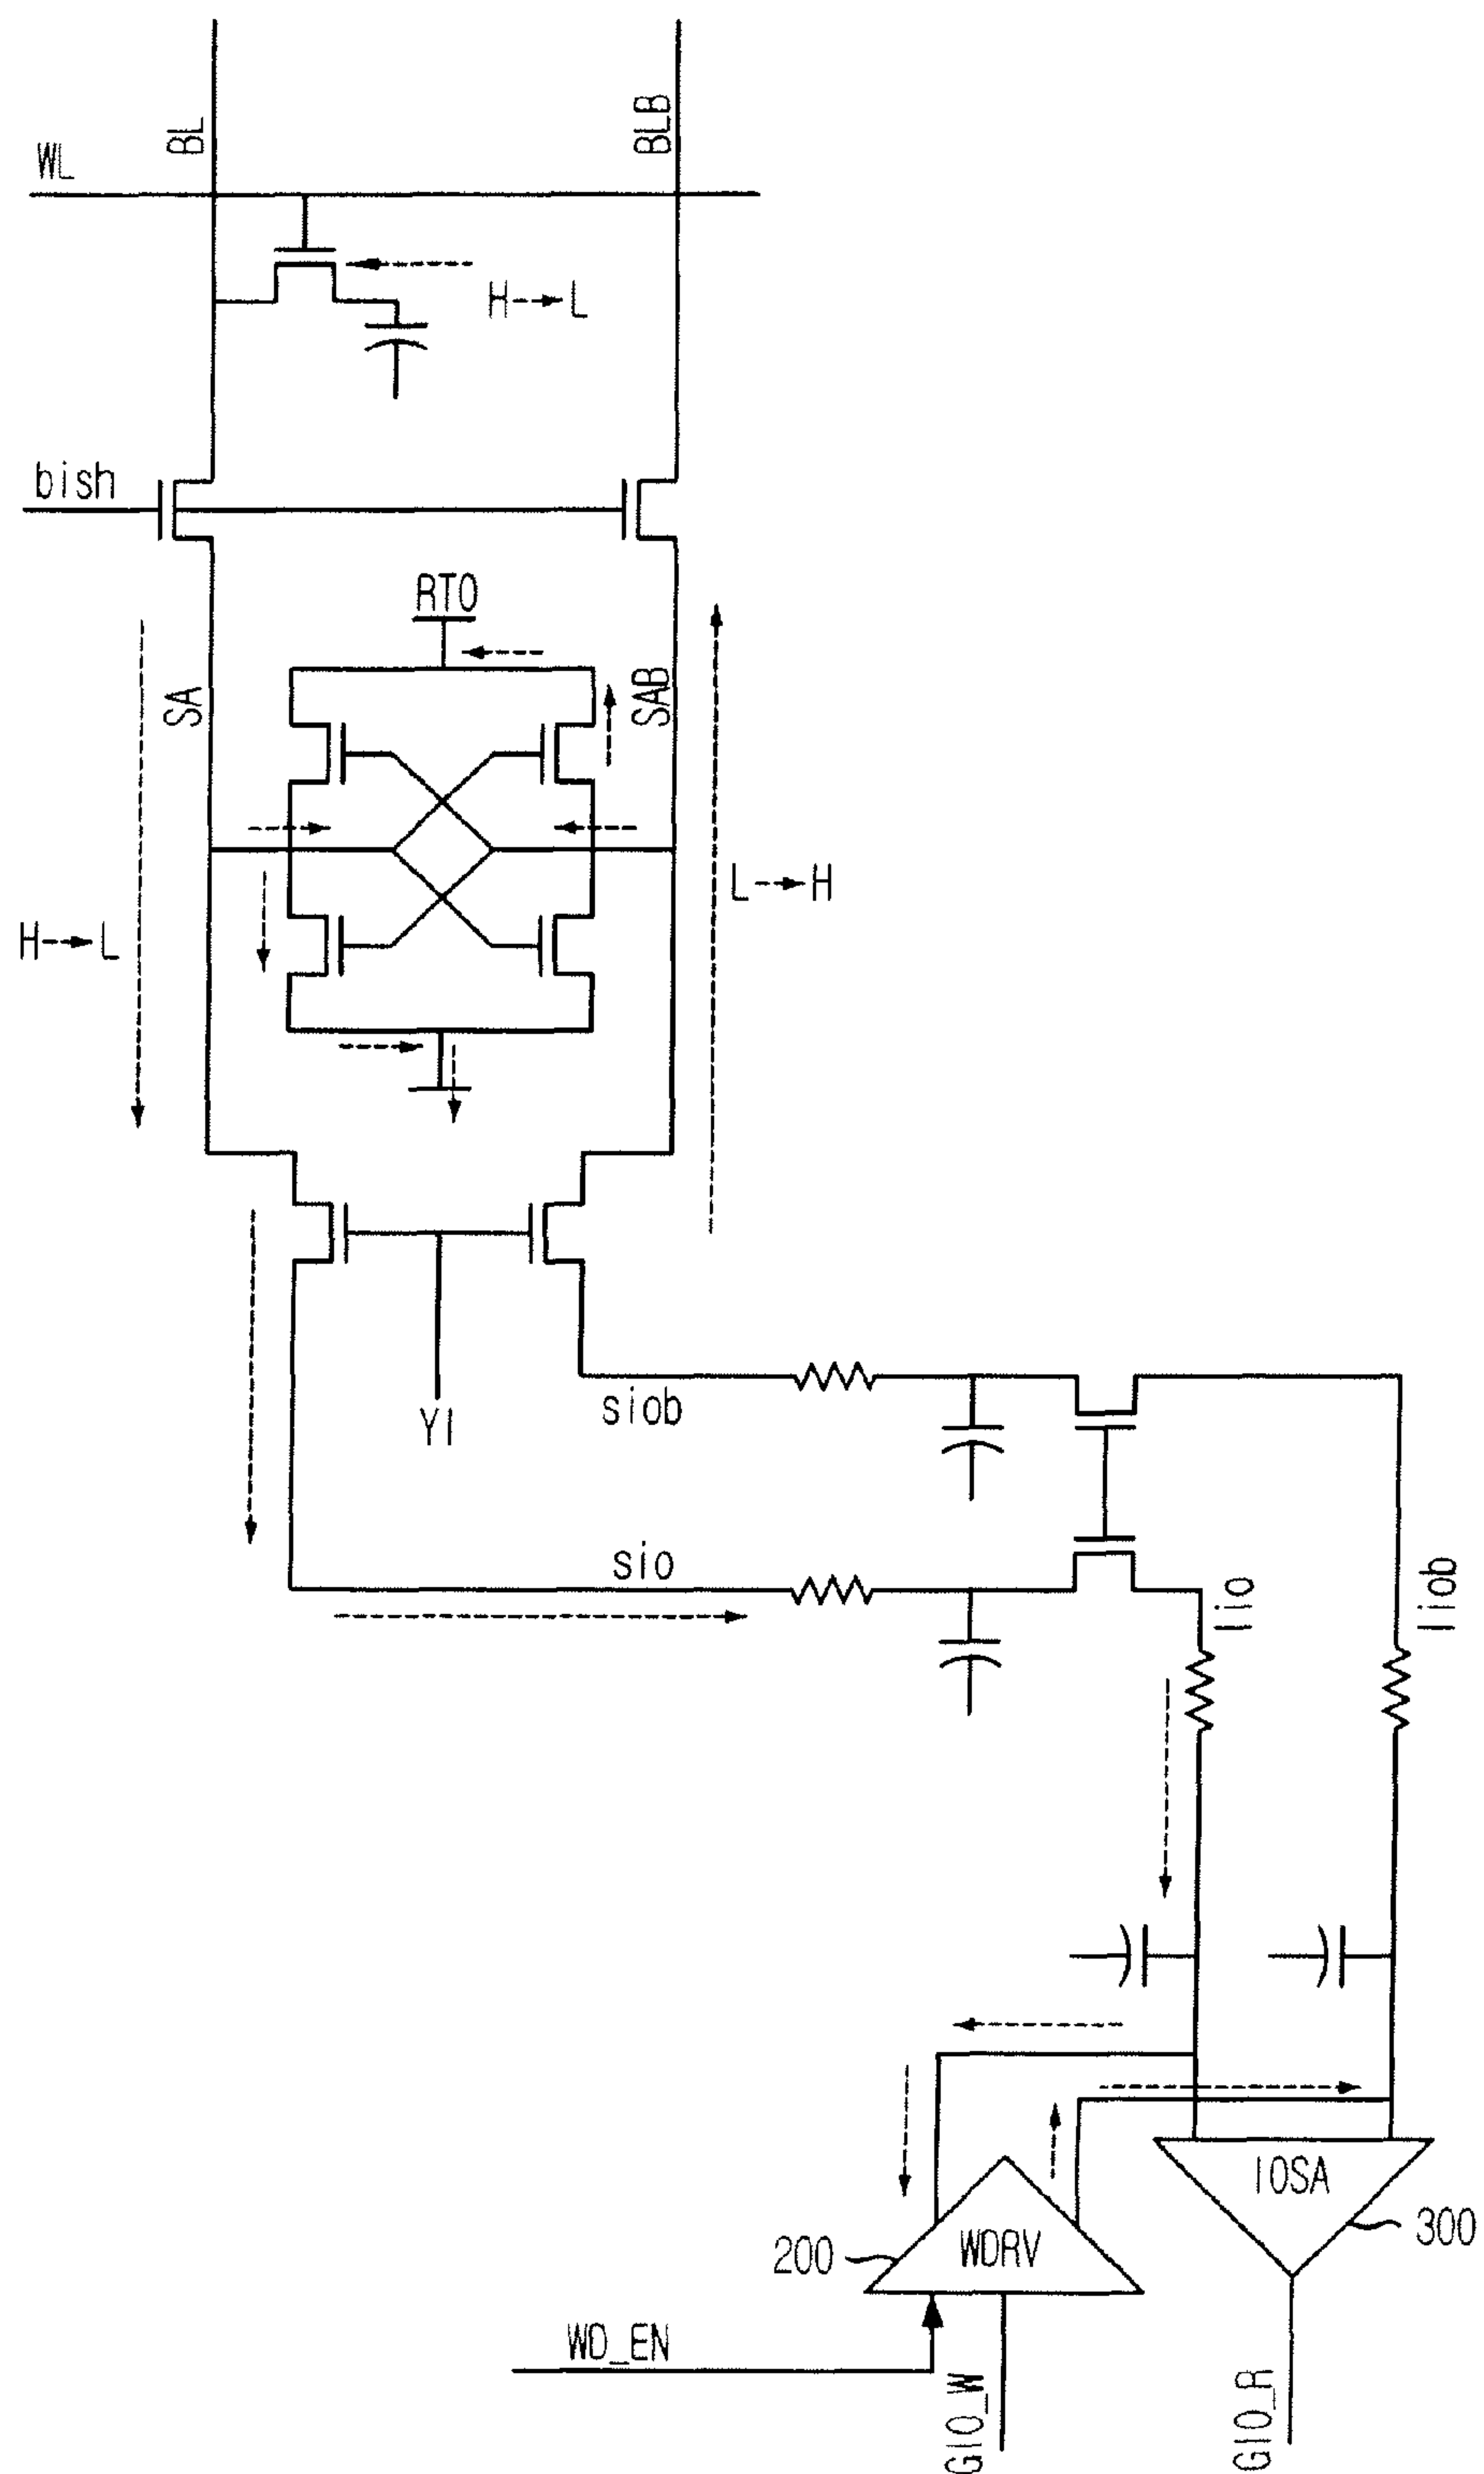 BL
BLB
WL
H L
bish
RTO
SA
SAB
L H
H L
YI
siob
sio
lio
liob
IOSA
300
200
WDRV
WD_EN
GIO_W
GIO_R